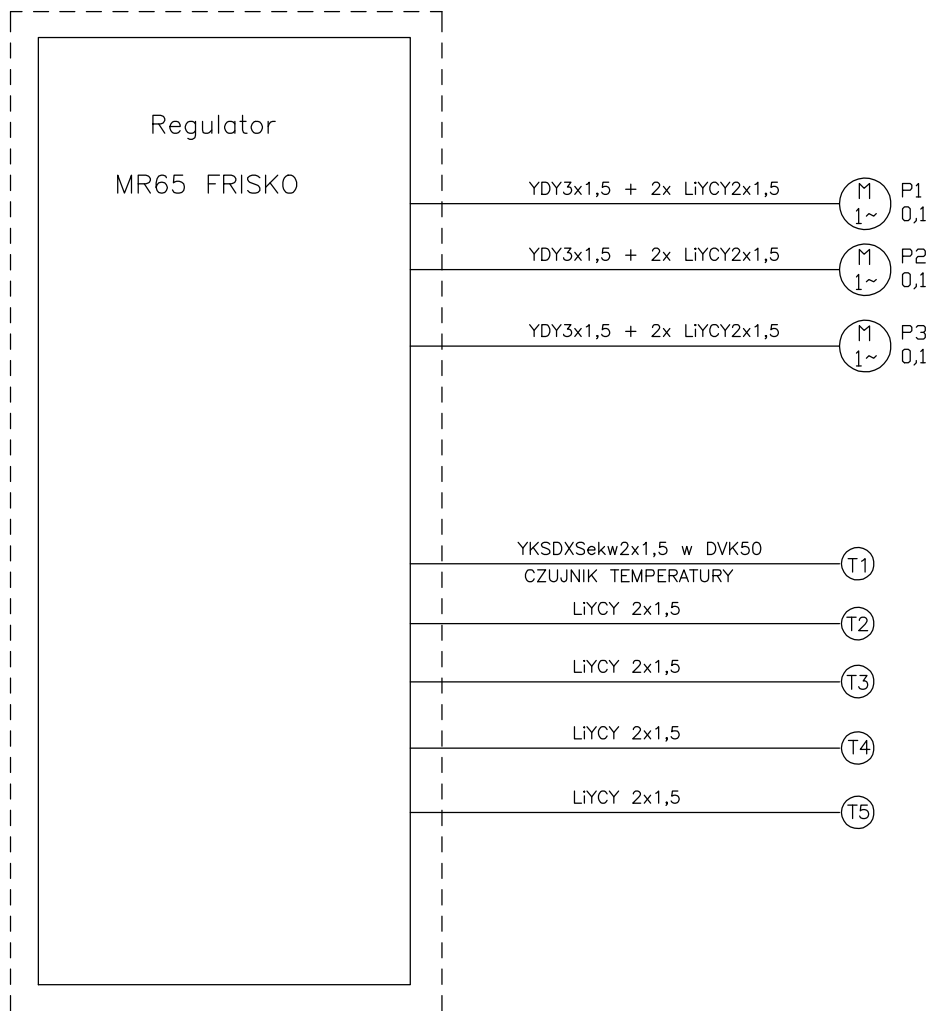 Regulator
MR65 FRISKO
YDY3x1,5 + 2x LiYCY2x1,5
M
1~
P1
0,1
YDY3x1,5 + 2x LiYCY2x1,5
M
1~
P2
0,1
YDY3x1,5 + 2x LiYCY2x1,5
M
1~
P3
0,1
YKSDXSekw2x1,5 w DVK50
T1
CZUJNIK TEMPERATURY
LiYCY 2x1,5
T2
LiYCY 2x1,5
T3
LiYCY 2x1,5
T4
LiYCY 2x1,5
T5